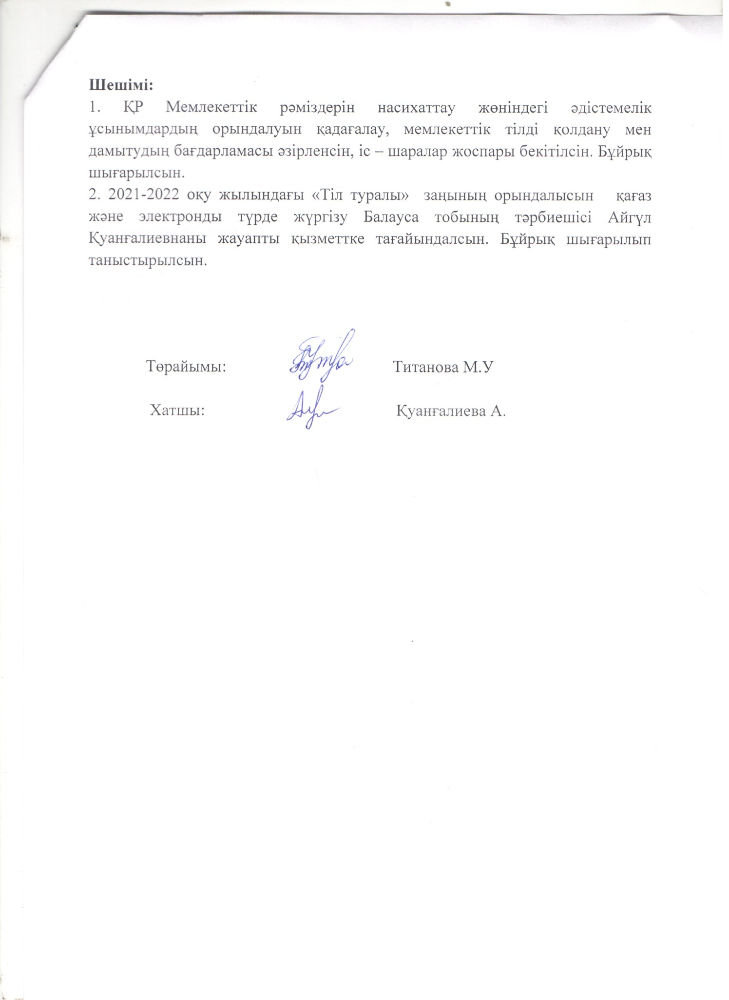 Шешімі:
1. ҚР Мемлекеттік рәміздерін насихаттау жөніндегі әдістемелік
ұсынымдардың орындалуын қадағалау, мемлекеттік тілді қолдану мен
дамытудың бағдарламасы әзірленсін, іс – шаралар жоспары бекітілсін. Бұйрық
шығарылсын.
2. 2021-2022 оқу жылындағы «Тіл туралы» заңының орындалысын қағаз
және электронды түрде жүргізу Балауса тобының тәрбиешісі Айгүл
Қуанғалиевнаны жауапты қызметтке тағайындалсын. Бұйрық шығарылып
таныстырылсын.
Төрайымы: Титанова М.У
Хатшы: Қуанғалиева А.